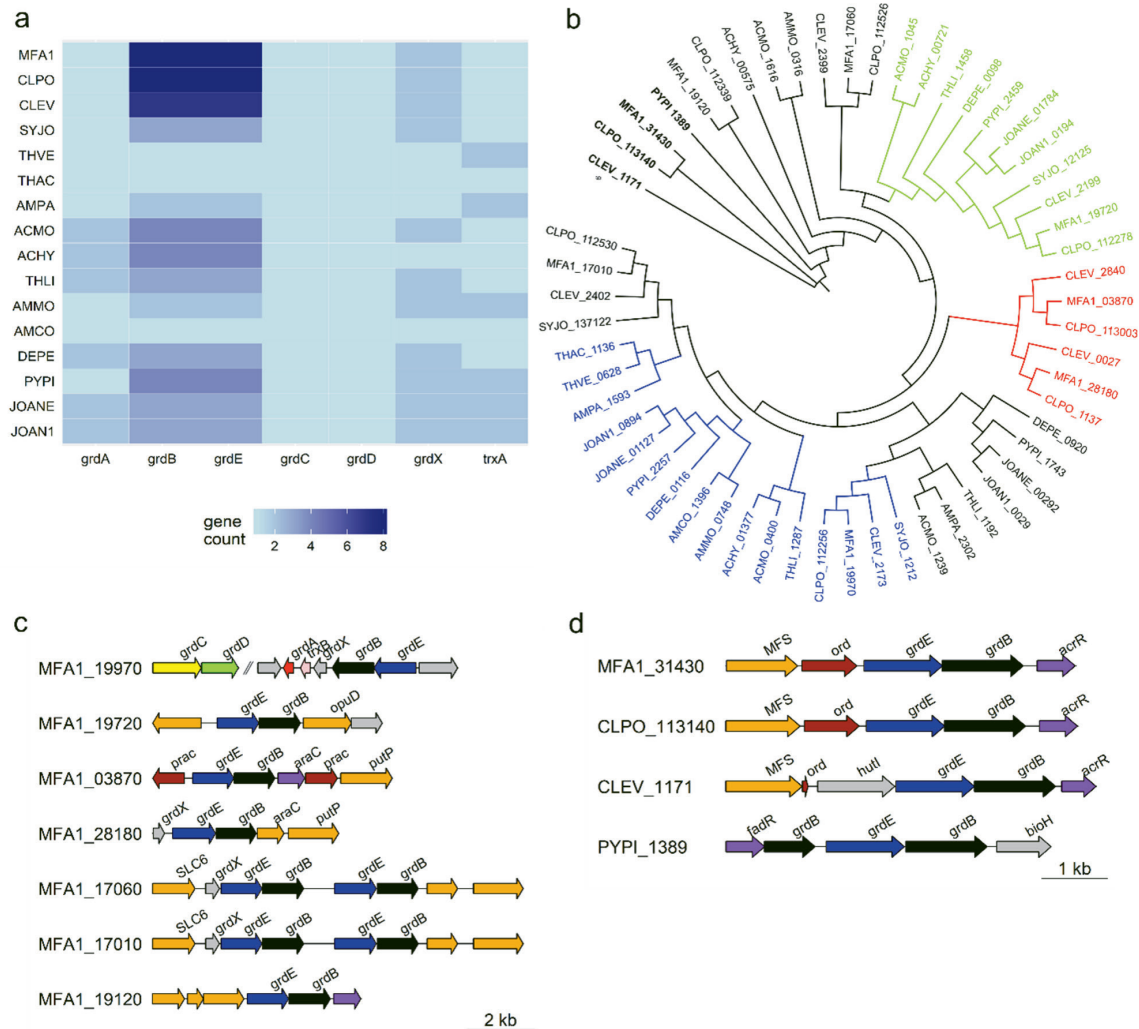 a
MFA1
CLPO
CLEV
SYJO
THVE
THAC
AMPA
ACMO
ACHY
THLI
AMMO
AMCO
DEPE
PYPI
JOANE
JOAN1
grdA grdB grdE grdC grdD grdX trxA
gene
count
2 4 6 8
b
CLEV_1171
CLPO_113140
MFA1_31430
PYPI 1389
MFA1_19120
CLPO_112339
ACHY_00575
ACMO_1616
AMMO_0316
CLEV_2399
MFA1_17060
CLPO_112526
ACMO_1045
ACHY_00721
THLI_1458
DEPE_0098
PYPI_2459
JOANE_01784
JOAN1_0194
SYJO_12125
CLEV_2199
MFA1_19720
CLPO_112278
CLEV_2840
MFA1_03870
CLPO_113003
CLEV_0027
MFA1_28180
CLPO_1137
DEPE_0920
PYPI_1743
JOANE_00292
JOAN1_0029
THLI_1192
AMPA_2302
ACMO_1239
SYJO_1212
CLEV_2173
MFA1_19970
CLPO_112256
THLI_1287
ACMO_0400
ACHY_01377
AMMO_0748
AMCO_1396
DEPE_0116
PYPI_2257
JOANE_01127
JOAN1_0894
AMPA_1593
THVE_0628
THAC_1136
SYJO_137122
CLEV_2402
MFA1_17010
CLPO_112530
c
MFA1_19970 grdC grdD // grdA trxB grdX grdB grdE
MFA1_19720 grdE grdB opuD
MFA1_03870 prac grdE grdB araC prac putP
MFA1_28180 grdX grdE grdB araC putP
MFA1_17060 SLC6 grdX grdE grdB grdE grdB
MFA1_17010 SLC6 grdX grdE grdB grdE grdB
MFA1_19120 grdE grdB
2 kb
d
MFA1_31430 MFS ord grdE grdB acrR
CLPO_113140 MFS ord grdE grdB acrR
CLEV_1171 MFS ord hutI grdE grdB acrR
PYPI_1389 fadR grdB grdE grdB bioH
1 kb